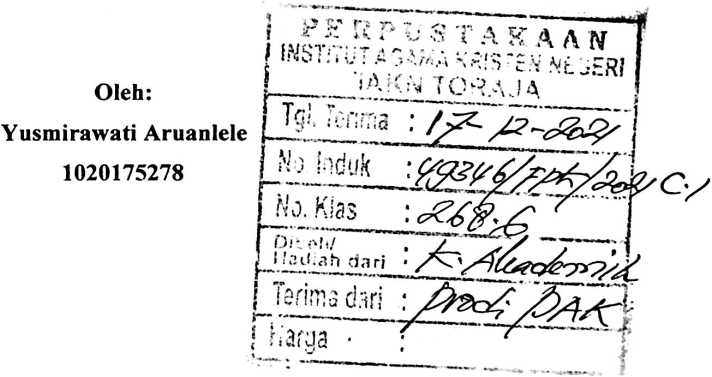 Oleh:
Yusmirawati Aruanlele
1020175278
PERPUSTAKAAN
INSTITUT AGAMA KRISTEN NEGERI
IAKN TORAJA
Tgl. Terima : 17-12-2021
No Induk : 49346/FPK/2021 C.1
No. Klas : 268.6
Dibeli/
Hadiah dari : K. Akademik
Terima dari : Prodi PAK
Harga :